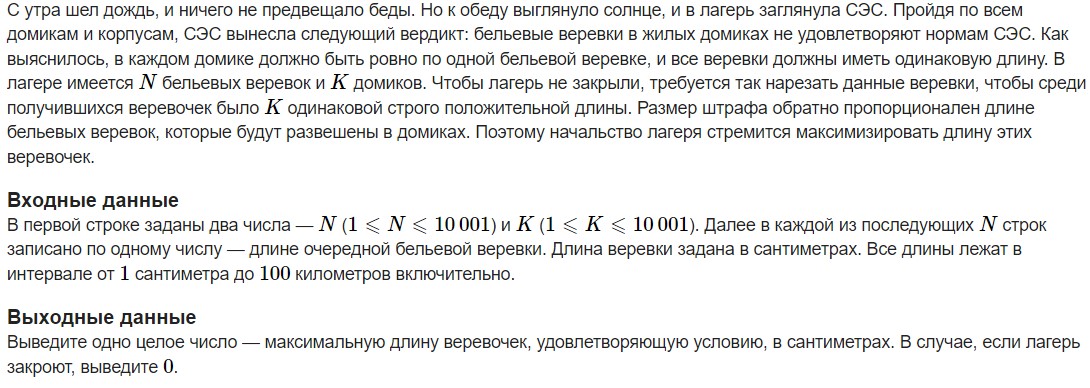 С утра шел дождь, и ничего не предвещало беды. Но к обеду выглянуло солнце, и в лагерь заглянула СЭС. Пройдя по всем
домикам и корпусам, СЭС вынесла следующий вердикт: бельевые веревки в жилых домиках не удовлетворяют нормам СЭС. Как
выяснилось, в каждом домике должно быть ровно по одной бельевой веревке, и все веревки должны иметь одинаковую длину. В
лагере имеется N бельевых веревок и K домиков. Чтобы лагерь не закрыли, требуется так нарезать данные веревки, чтобы среди
получившихся веревочек было K одинаковой строго положительной длины. Размер штрафа обратно пропорционален длине
бельевых веревок, которые будут развешены в домиках. Поэтому начальство лагеря стремится максимизировать длину этих
веревочек.
Входные данные
В первой строке заданы два числа — N (1 ⩽ N ⩽ 10 001) и K (1 ⩽ K ⩽ 10 001). Далее в каждой из последующих N строк
записано по одному числу — длине очередной бельевой веревки. Длина веревки задана в сантиметрах. Все длины лежат в
интервале от 1 сантиметра до 100 километров включительно.
Выходные данные
Выведите одно целое число — максимальную длину веревочек, удовлетворяющую условию, в сантиметрах. В случае, если лагерь
закроют, выведите 0.